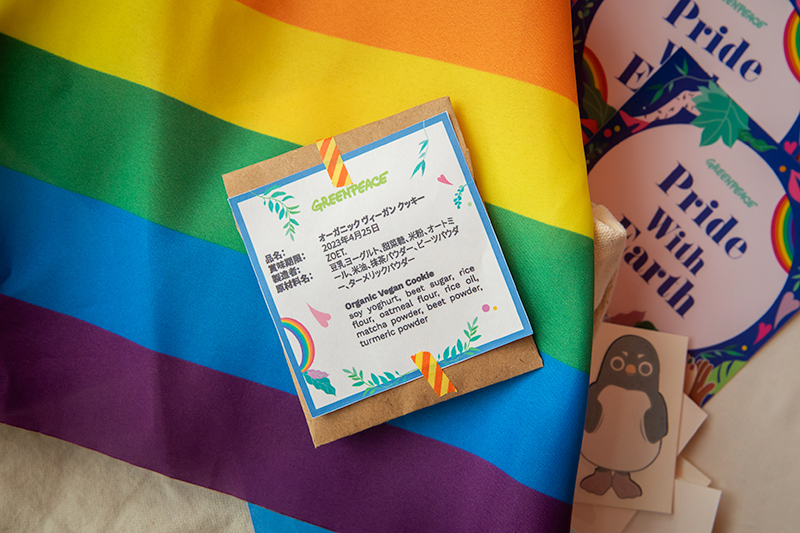 GREENPEACE
品名: オーガニック ヴィーガン クッキー
賞味期限: 2023年4月25日
製造者: ZOET.
原材料名: 豆乳ヨーグルト、甜菜糖、米粉、オートミ
ール、米油、抹茶パウダー、ビーツパウダ
ー、ターメリックパウダー
Organic Vegan Cookie
soy yoghurt, beet sugar, rice
flour, oatmeal flour, rice oil,
matcha powder, beet powder,
turmeric powder
GREENPEACE
Pride
GREENPEACE
Pride
With
Earth